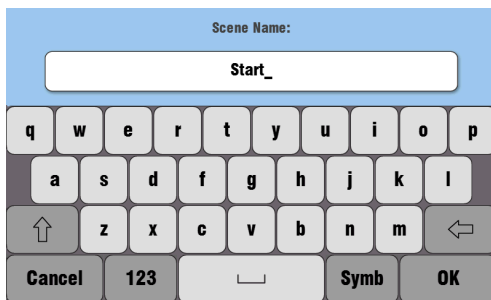 Scene Name:
Start_
q w e r t y u i o p
a s d f g h j k l
z x c v b n m
Cancel 123 Symb OK